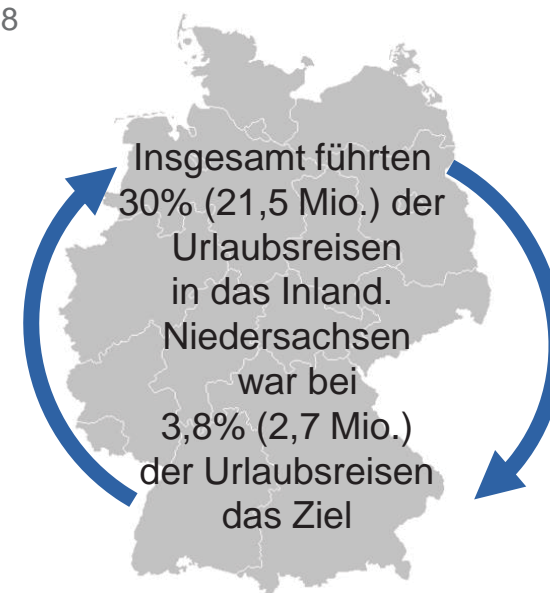 8
Insgesamt führten
30% (21,5 Mio.) der
Urlaubsreisen
in das Inland.
Niedersachsen
war bei
3,8% (2,7 Mio.)
der Urlaubsreisen
das Ziel